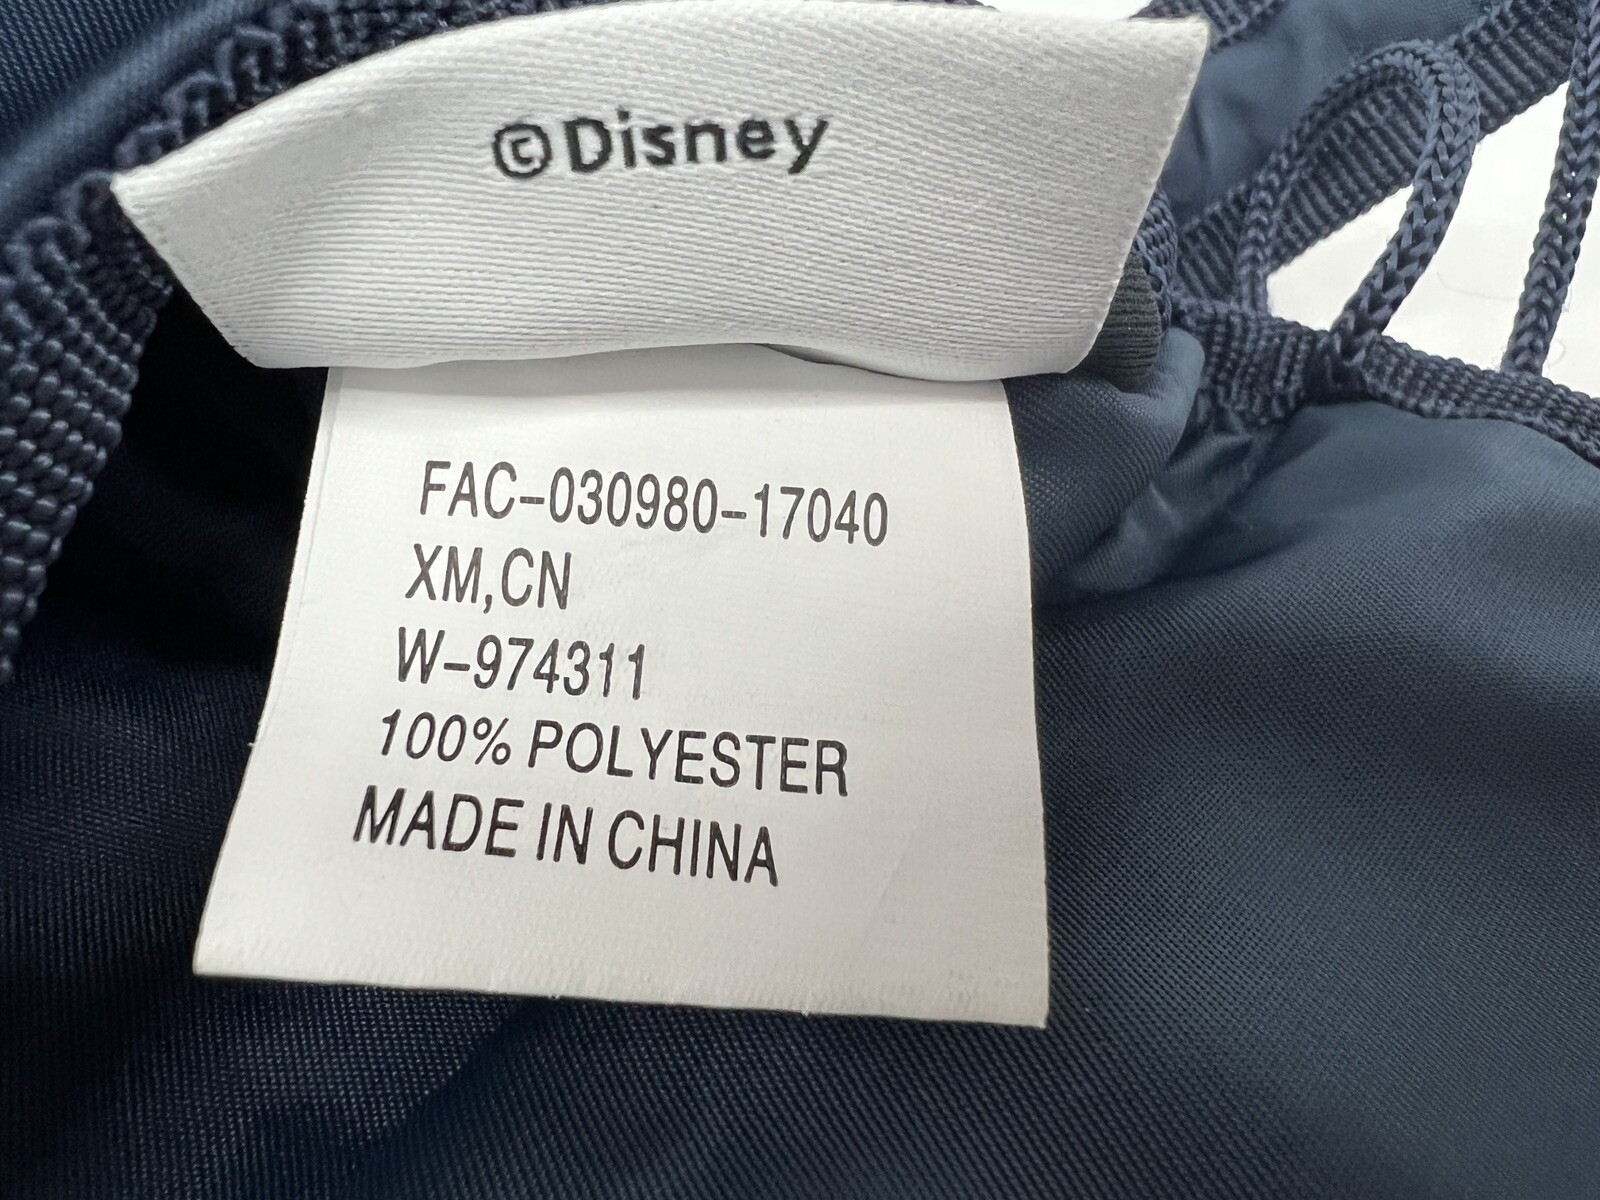 ©Disney
FAC-030980-17040
XM,CN
W-974311
100% POLYESTER
MADE IN CHINA